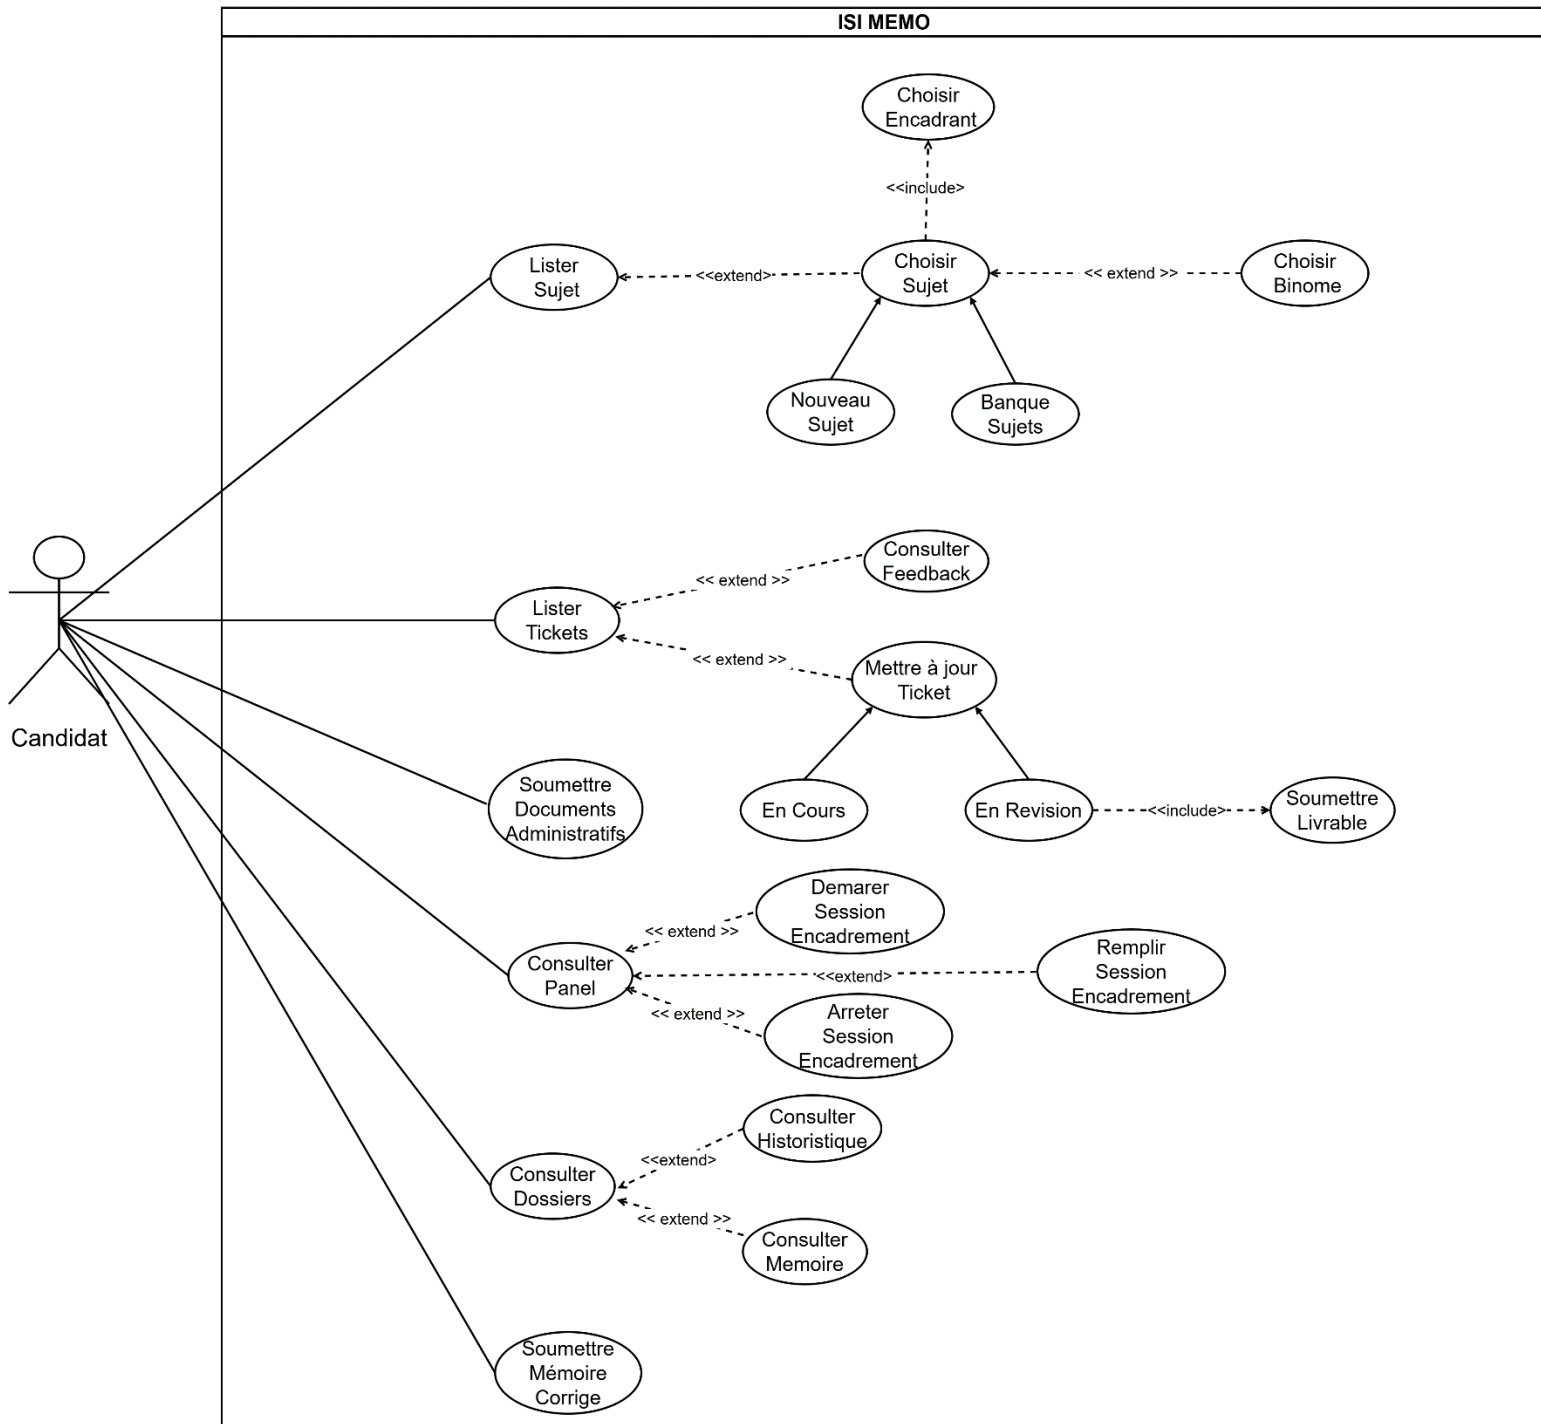 ISI MEMO
Choisir
Encadrant
<<include>
Lister
Sujet
<<extend>
Choisir
Sujet
<< extend >>
Choisir
Binome
Nouveau
Sujet
Banque
Sujets
Consulter
Feedback
<< extend >>
Lister
Tickets
<< extend >>
Mettre à jour
Ticket
Candidat
Soumettre
Documents
Administratifs
En Cours
En Revision
<<include>
Soumettre
Livrable
Demarer
Session
Encadrement
<< extend >>
Consulter
Panel
<<extend>
Remplir
Session
Encadrement
<< extend >>
Arreter
Session
Encadrement
Consulter
Historistique
<<extend>
Consulter
Dossiers
<< extend >>
Consulter
Memoire
Soumettre
Mémoire
Corrige